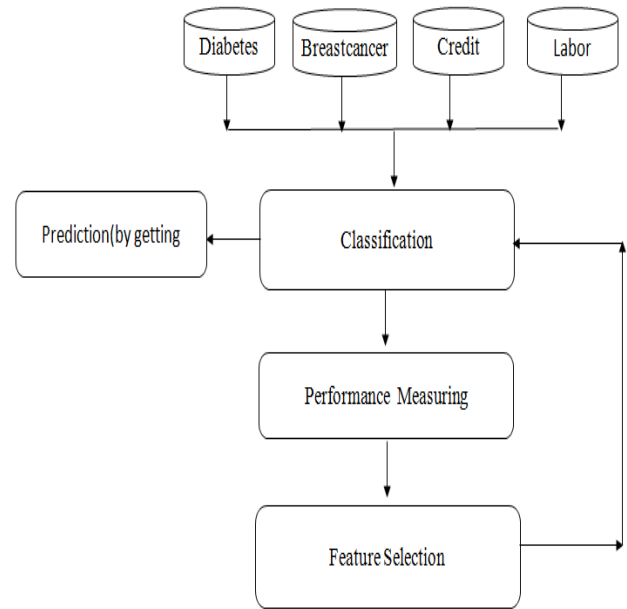 Diabetes
Breastcancer
Credit
Labor
Prediction(by getting
Classification
Performance Measuring
Feature Selection